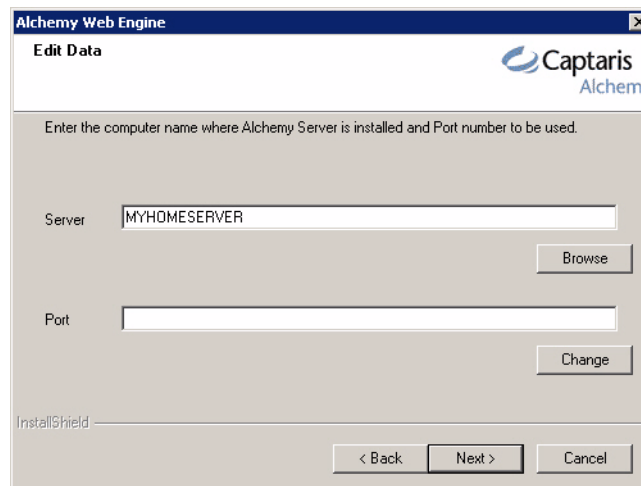 Alchemy Web Engine
Edit Data
Captaris
Alchem
Enter the computer name where Alchemy Server is installed and Port number to be used.
Server
MYHOMESERVER
Browse
Port
Change
InstallShield
< Back
Next >
Cancel